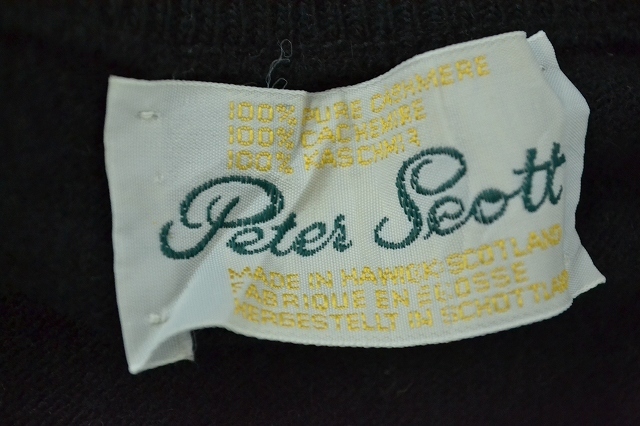 100% PURE CASHMERE
100% CACHEMIRE
100% KASCHMIR
Peter Scott
MADE IN HAWICK SCOTLAND
FABRIQUE EN ECOSSE
HERGESTELLT IN SCHOTTLAND